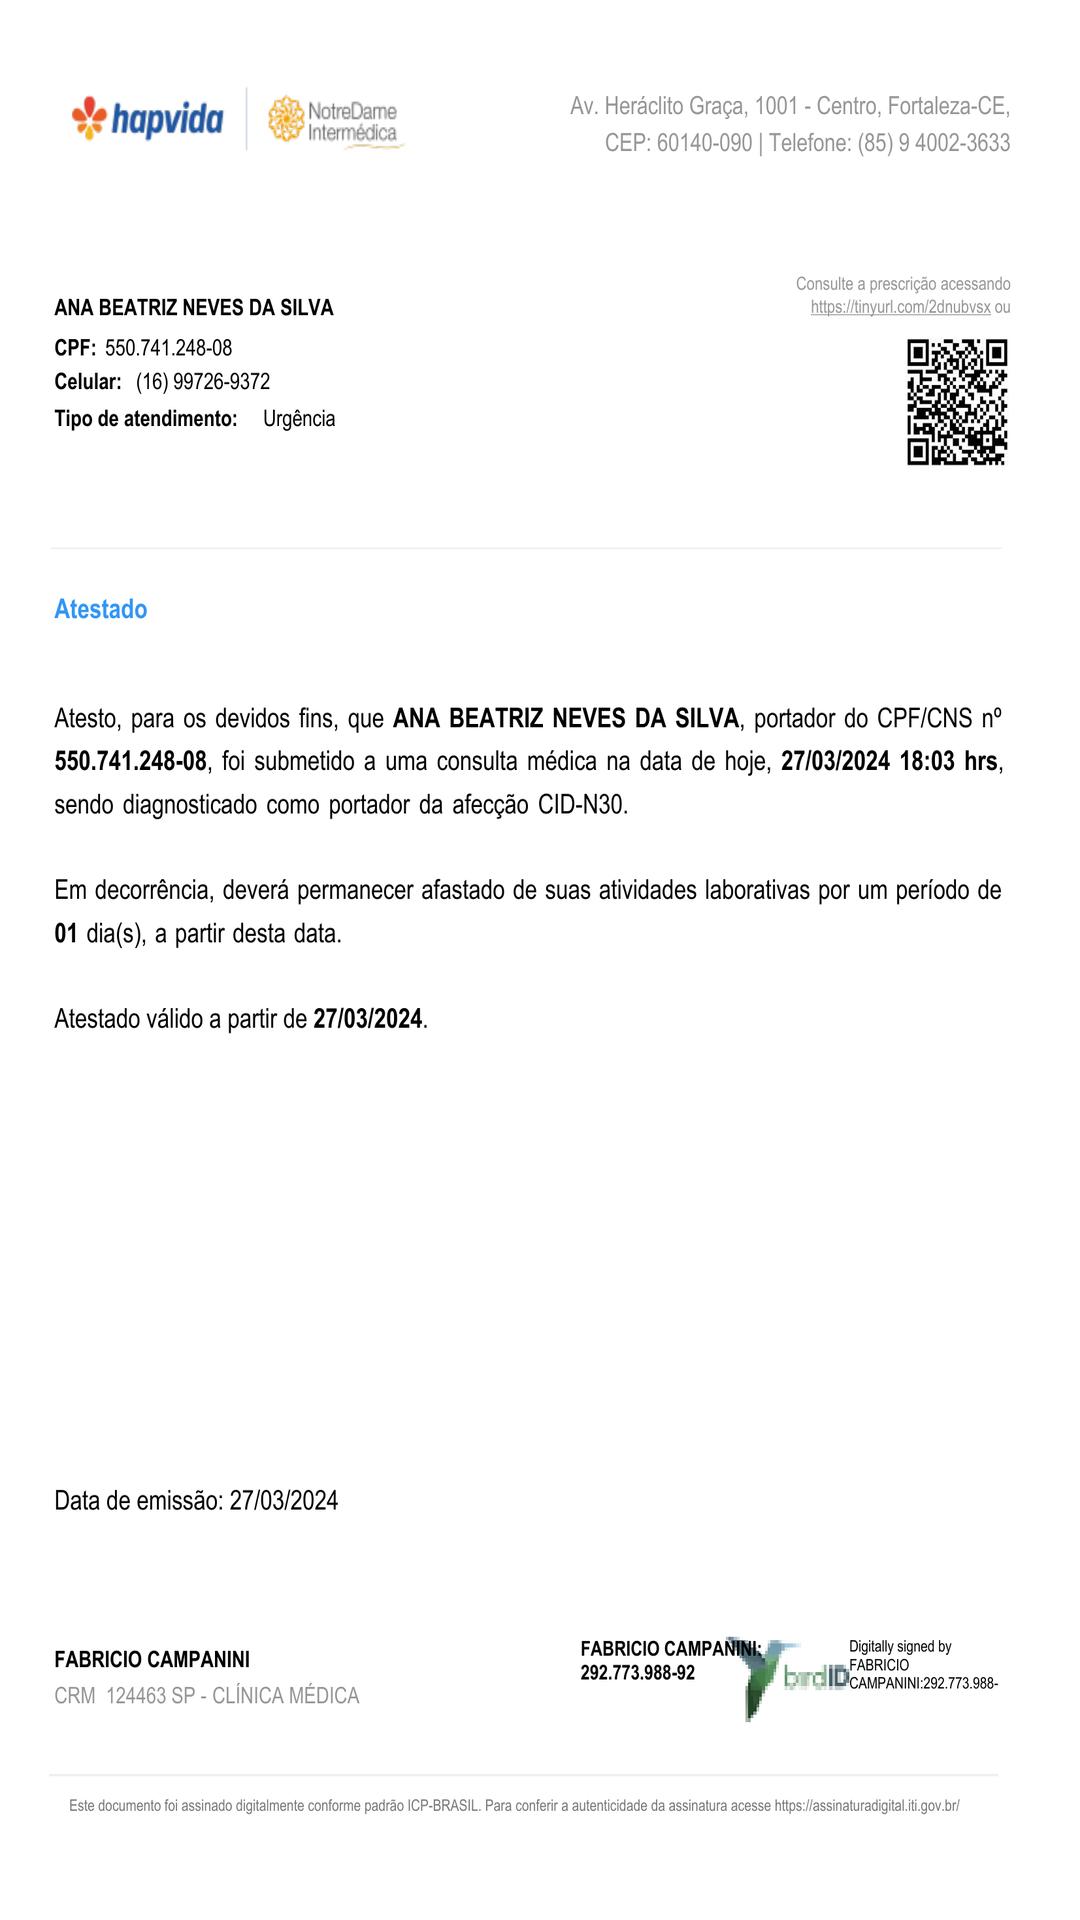 hapvida
NotreDame
Intermédica
Av. Heráclito Graça, 1001 - Centro, Fortaleza-CE,
CEP: 60140-090 | Telefone: (85) 9 4002-3633
Consulte a prescrição acessando
https://tinyurl.com/2dnubvsx ou
ANA BEATRIZ NEVES DA SILVA
CPF: 550.741.248-08
Celular: (16) 99726-9372
Tipo de atendimento: Urgência
Atestado
Atesto, para os devidos fins, que ANA BEATRIZ NEVES DA SILVA, portador do CPF/CNS nº
550.741.248-08, foi submetido a uma consulta médica na data de hoje, 27/03/2024 18:03 hrs,
sendo diagnosticado como portador da afecção CID-N30.
Em decorrência, deverá permanecer afastado de suas atividades laborativas por um período de
01 dia(s), a partir desta data.
Atestado válido a partir de 27/03/2024.
Data de emissão: 27/03/2024
FABRICIO CAMPANINI
CRM 124463 SP - CLÍNICA MÉDICA
FABRICIO CAMPANINI:
292.773.988-92
birdID
Digitally signed by
FABRICIO
CAMPANINI:292.773.988-
Este documento foi assinado digitalmente conforme padrão ICP-BRASIL. Para conferir a autenticidade da assinatura acesse https://assinaturadigital.iti.gov.br/